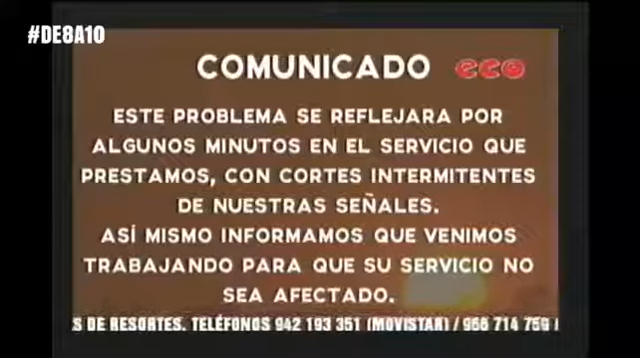 #DE8A10
COMUNICADO eco
ESTE PROBLEMA SE REFLEJARA POR
ALGUNOS MINUTOS EN EL SERVICIO QUE
PRESTAMOS, CON CORTES INTERMITENTES
DE NUESTRAS SEÑALES.
ASÍ MISMO INFORMAMOS QUE VENIMOS
TRABAJANDO PARA QUE SU SERVICIO NO
SEA AFECTADO.
S DE RESORTES. TELÉFONOS 942 193 351 (MOVISTAR) / 956 714 759